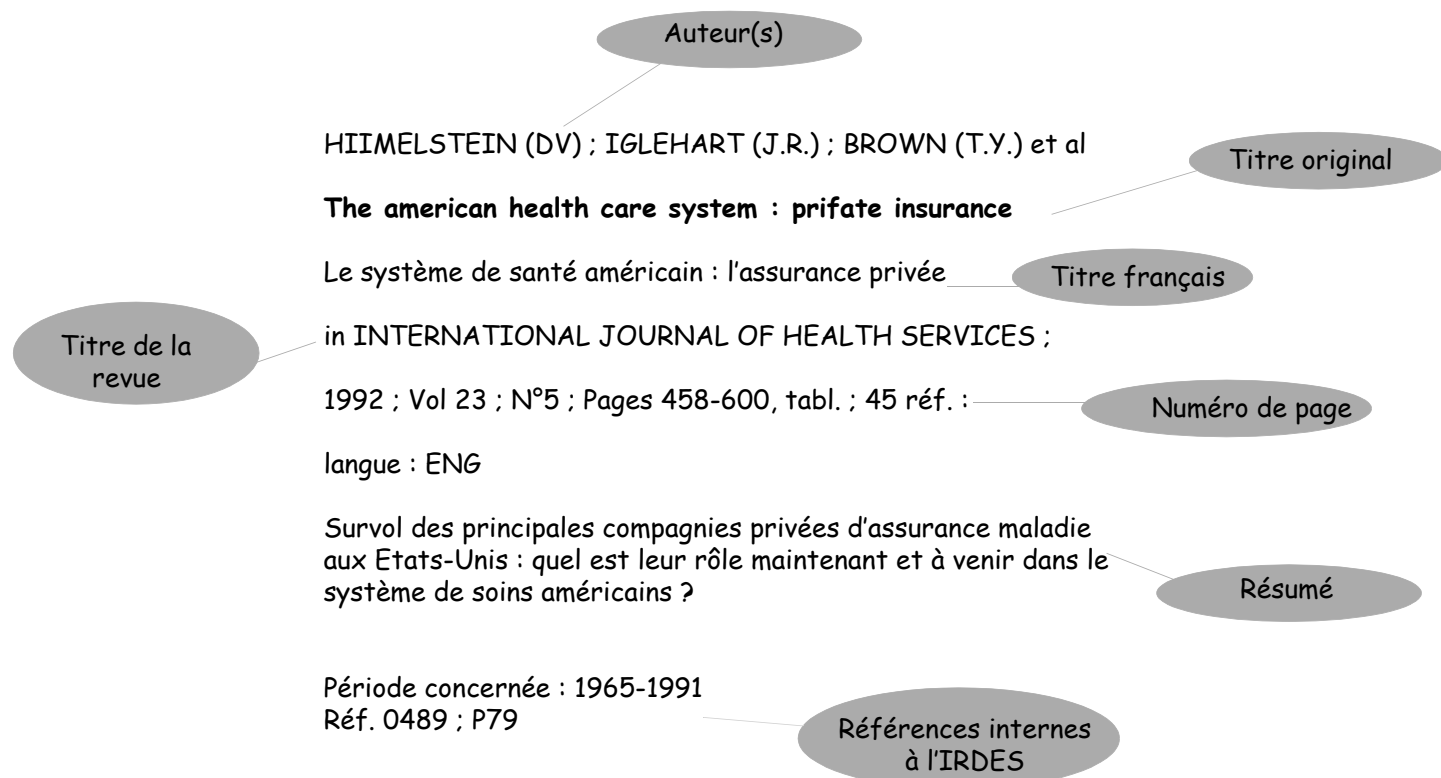 Auteur(s)
HIIMELSTEIN (DV) ; IGLEHART (J.R.) ; BROWN (T.Y.) et al
Titre original
The american health care system : prifate insurance
Le système de santé américain : l'assurance privée
Titre français
Titre de la
revue
in INTERNATIONAL JOURNAL OF HEALTH SERVICES ;
1992 ; Vol 23 ; N°5 ; Pages 458-600, tabl. ; 45 réf. :
Numéro de page
langue : ENG
Survol des principales compagnies privées d'assurance maladie
aux Etats-Unis : quel est leur rôle maintenant et à venir dans le
système de soins américains ?
Résumé
Période concernée : 1965-1991
Réf. 0489 ; P79
Références internes
à l'IRDES